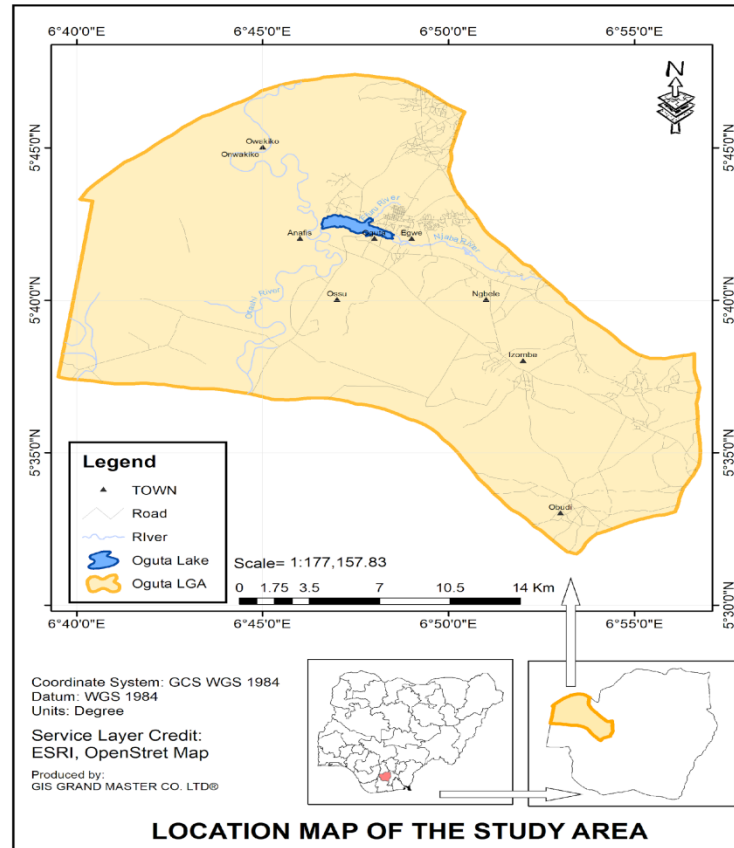 6°40'0"E 6°45'0"E 6°50'0"E 6°55'0"E
N
5°45'0"N 5°45'0"N
Owakiko
Onwakiko
River
Anafis Egwe Njaba River
5°40'0"N 5°40'0"N
Ossu Ngbele
River
Izombe
5°35'0"N 5°35'0"N
Obudi
Legend
TOWN
Road
RIver
Oguta Lake
Oguta LGA
Scale= 1:177,157.83
0 1.75 3.5 7 10.5 14 Km
5°30'0"N
6°40'0"E 6°45'0"E 6°50'0"E 6°55'0"E
Coordinate System: GCS WGS 1984
Datum: WGS 1984
Units: Degree
Service Layer Credit:
ESRI, OpenStret Map
Produced by:
GIS GRAND MASTER CO. LTD®
LOCATION MAP OF THE STUDY AREA